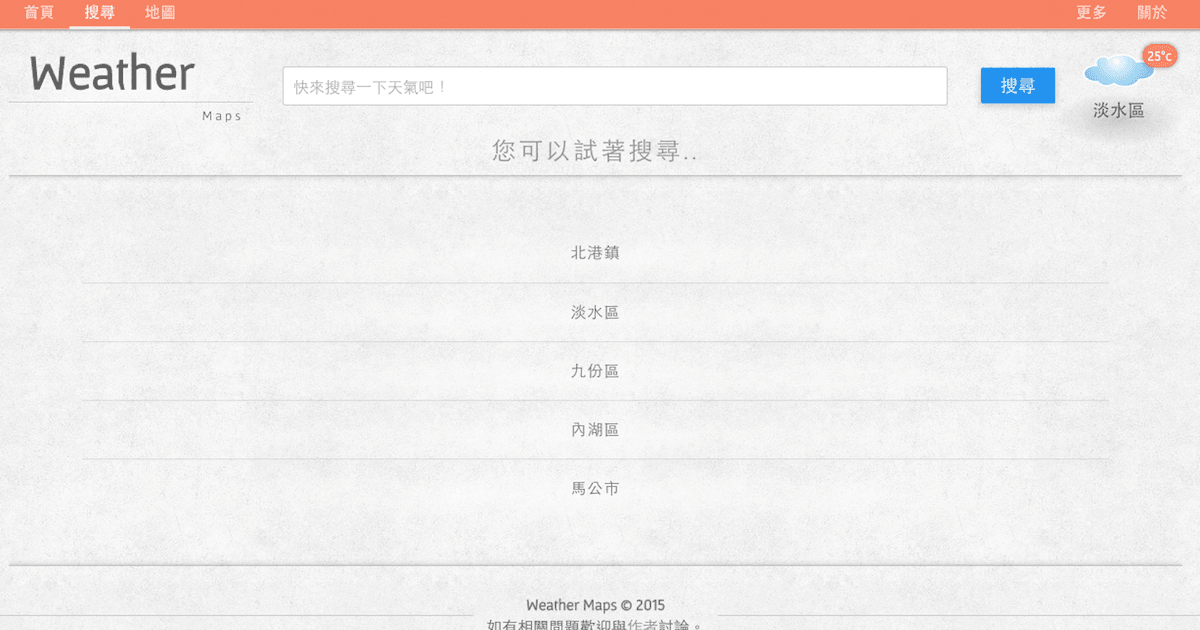 首頁 搜尋 地圖 更多 關於
Weather
Maps
快來搜尋一下天氣吧！
搜尋
25°c
淡水區
您可以試著搜尋..
北港鎮
淡水區
九份區
內湖區
馬公市
Weather Maps © 2015
如有相關問題歡迎與作者討論。